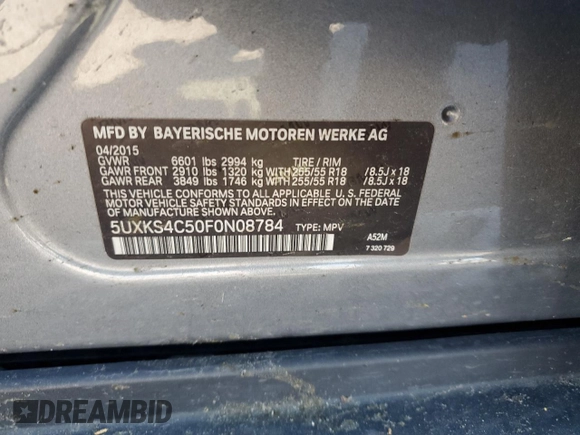 MFD BY BAYERISCHE MOTOREN WERKE AG
04/2015
GVWR 6601 lbs 2994 kg TIRE / RIM
GAWR FRONT 2910 lbs 1320 kg WITH 255/55 R18 / 8.5J x 18
GAWR REAR 3849 lbs 1746 kg WITH 255/55 R18 / 8.5J x 18
THIS VEHICLE CONFORMS TO ALL APPLICABLE U. S. FEDERAL
MOTOR VEHICLE SAFETY STANDARDS IN EFFECT ON THE DATE
OF MANUFACTURE SHOWN ABOVE.
5UXKS4C50F0N08784 TYPE: MPV
A52M
7 320 729
DREAMBID